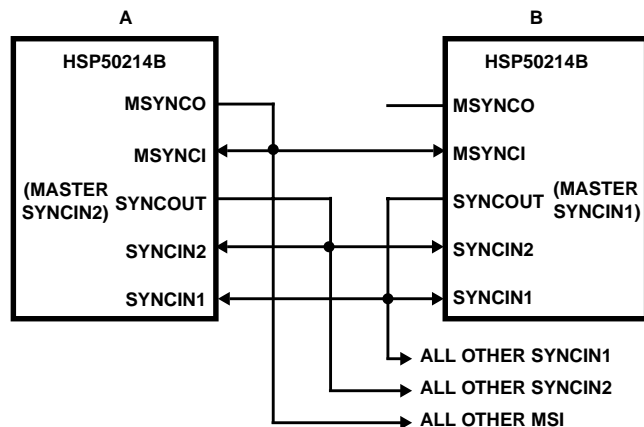 A
B
HSP50214B
HSP50214B
MSYNCO
MSYNCO
MSYNCI
MSYNCI
(MASTER
SYNCIN2)
SYNCOUT
SYNCOUT
(MASTER
SYNCIN1)
SYNCIN2
SYNCIN2
SYNCIN1
SYNCIN1
ALL OTHER SYNCIN1
ALL OTHER SYNCIN2
ALL OTHER MSI